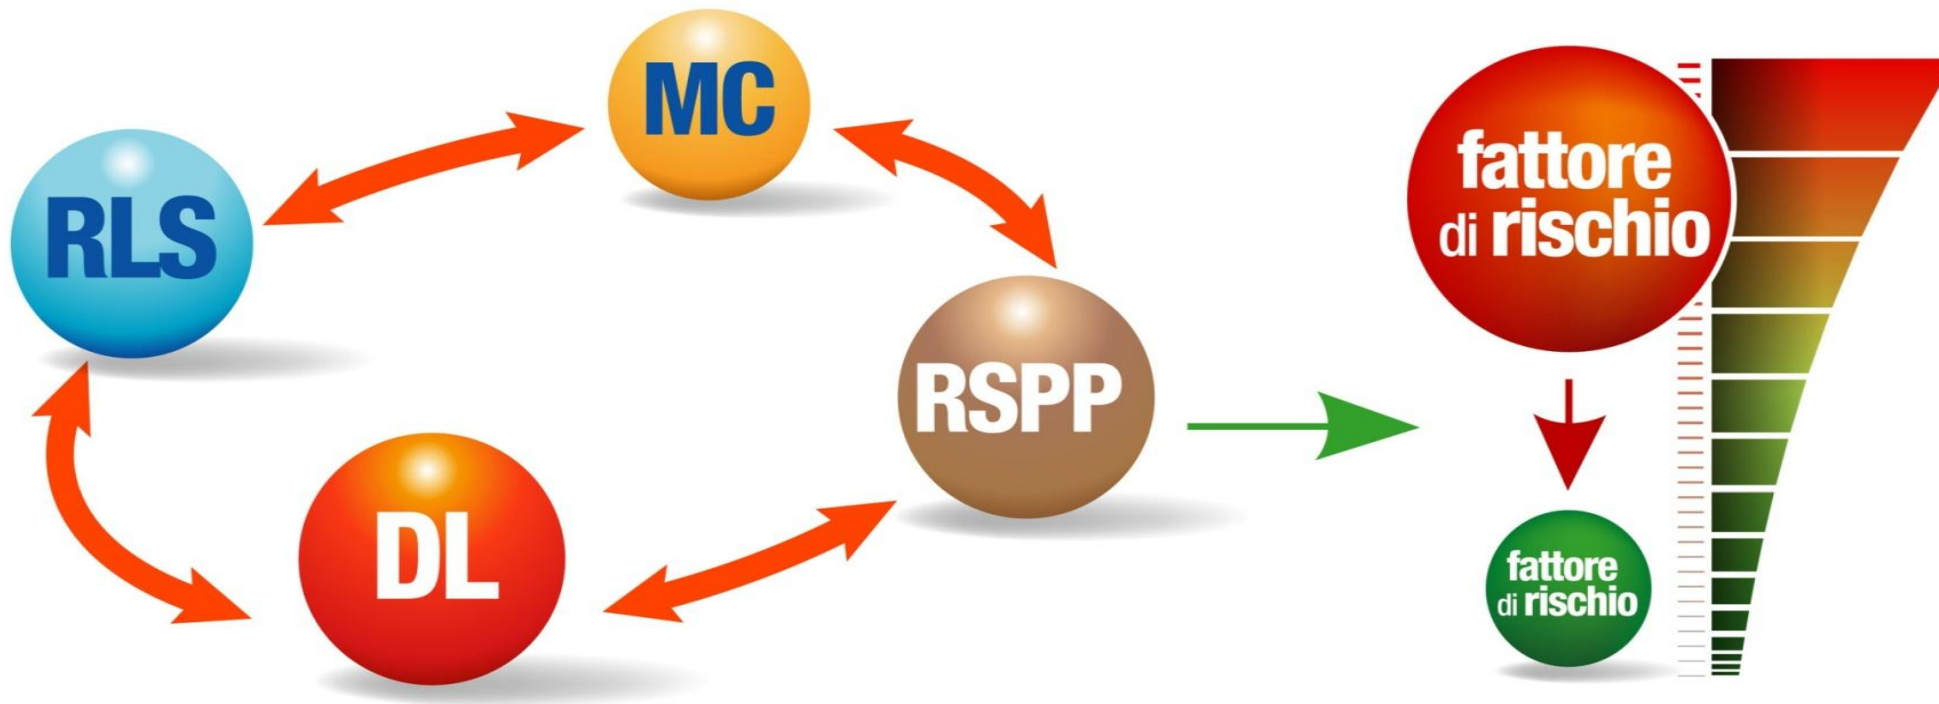 MC
RLS
RSPP
DL
fattore
di rischio
fattore
di rischio